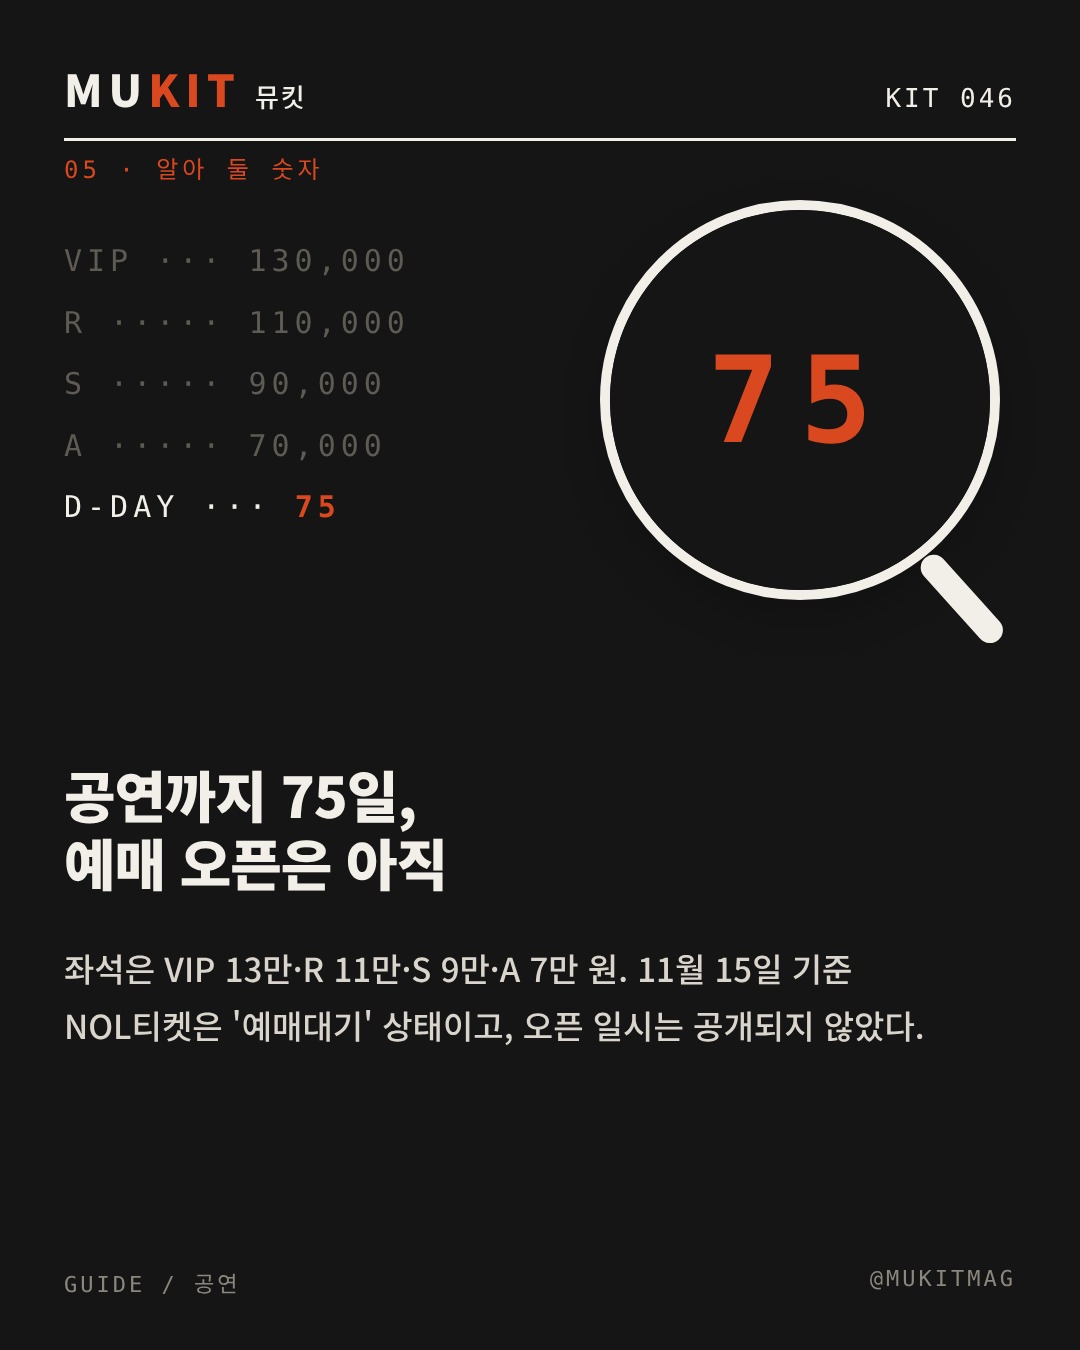 MUKIT 뮤킷
KIT 046
05 · 알아 둘 숫자
VIP ··· 130,000
R ····· 110,000
S ····· 90,000
A ····· 70,000
D-DAY ··· 75
75
공연까지 75일,
예매 오픈은 아직
좌석은 VIP 13만·R 11만·S 9만·A 7만 원. 11월 15일 기준
NOL티켓은 '예매대기' 상태이고, 오픈 일시는 공개되지 않았다.
GUIDE / 공연
@MUKITMAG